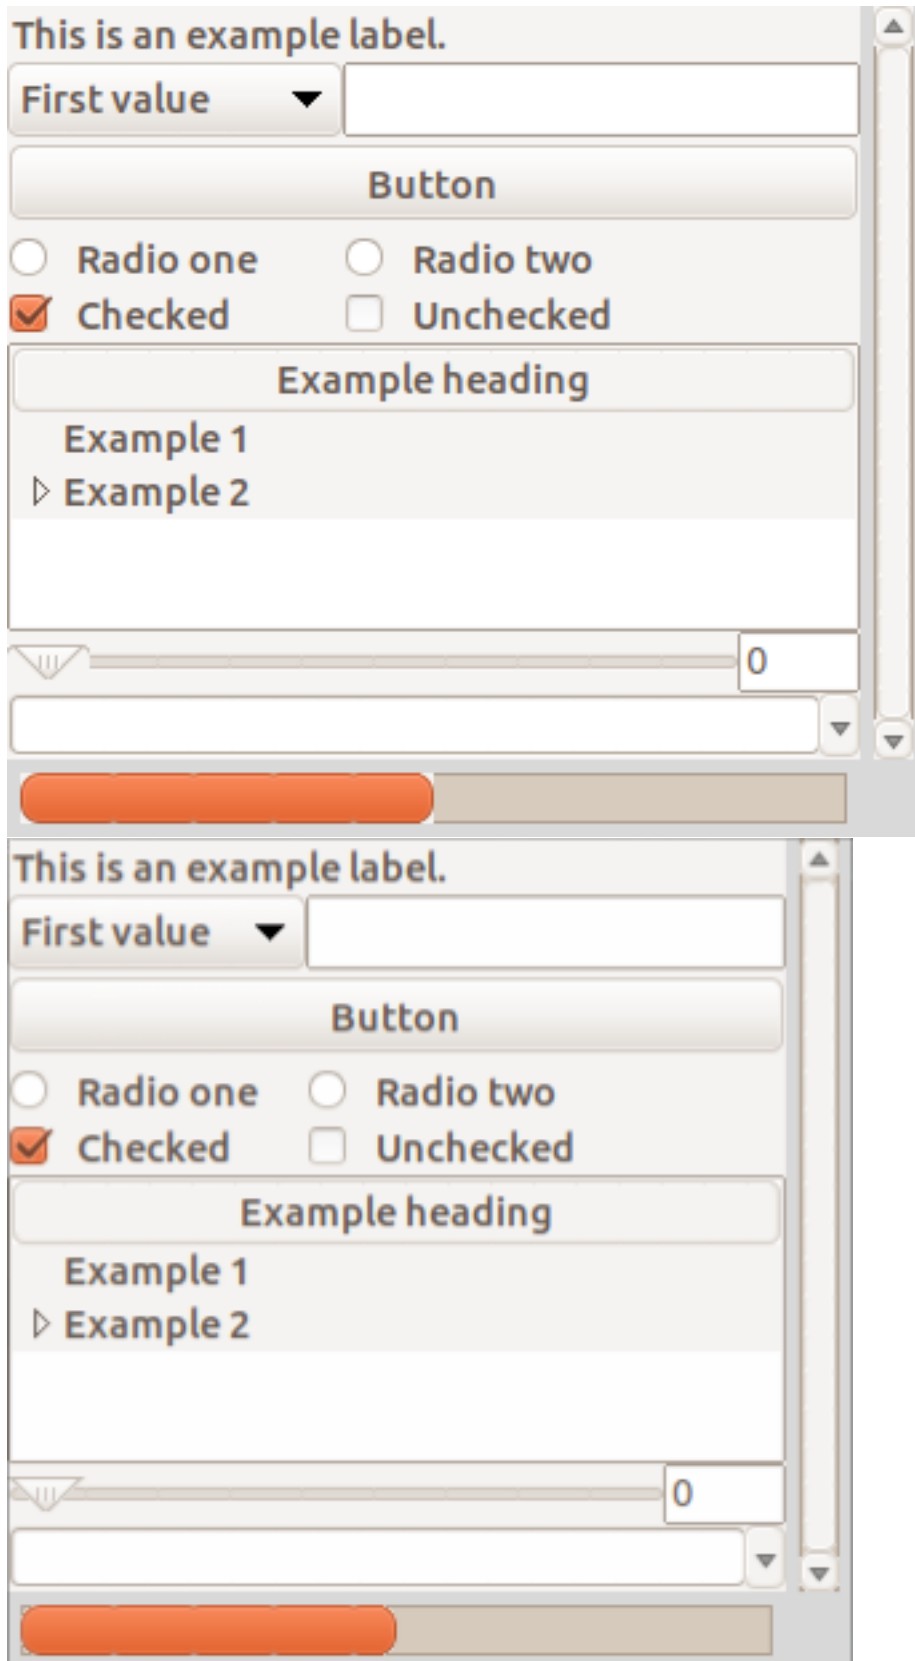 This is an example label.
First value
Button
Radio one Radio two
Checked Unchecked
Example heading
Example 1
Example 2
0
This is an example label.
First value
Button
Radio one Radio two
Checked Unchecked
Example heading
Example 1
Example 2
0